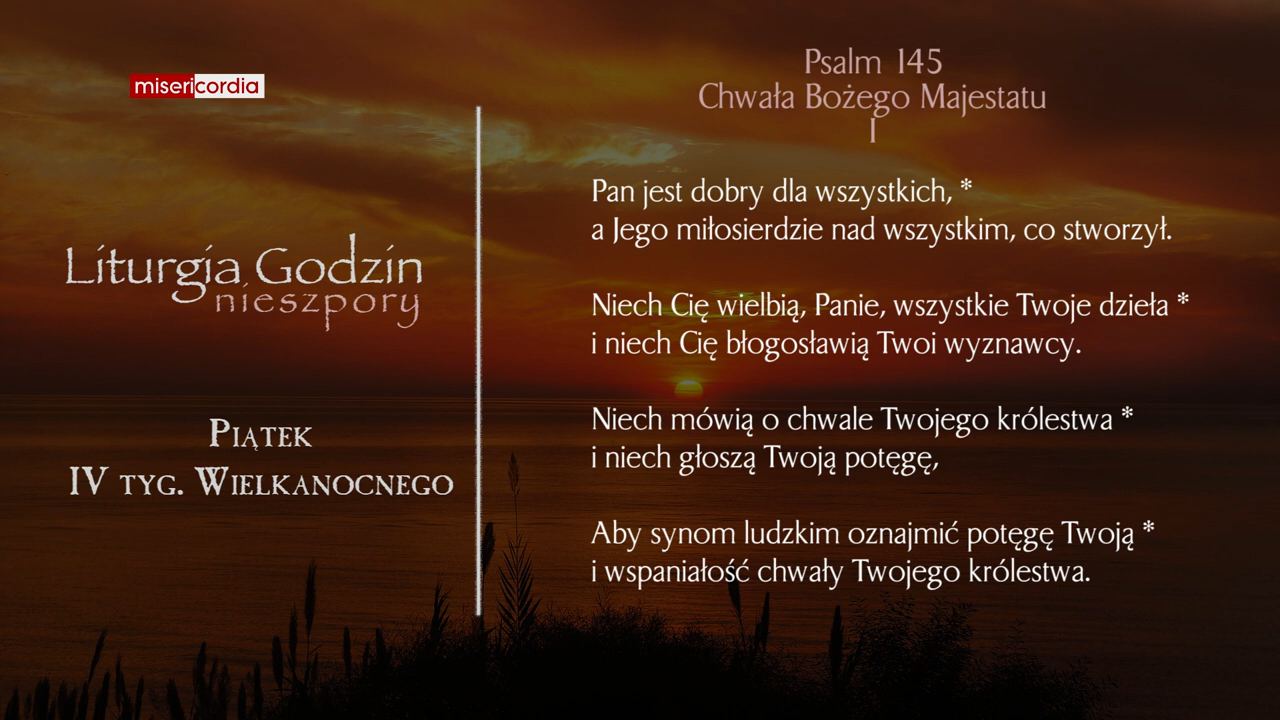 misericordia
Liturgia Godzin
nieszpory
Piątek
IV tyg. Wielkanocnego
Psalm 145
Chwała Bożego Majestatu
I
Pan jest dobry dla wszystkich, *
a Jego miłosierdzie nad wszystkim, co stworzył.
Niech Cię wielbią, Panie, wszystkie Twoje dzieła *
i niech Cię błogosławią Twoi wyznawcy.
Niech mówią o chwale Twojego królestwa *
i niech głoszą Twoją potęgę,
Aby synom ludzkim oznajmić potęgę Twoją *
i wspaniałość chwały Twojego królestwa.